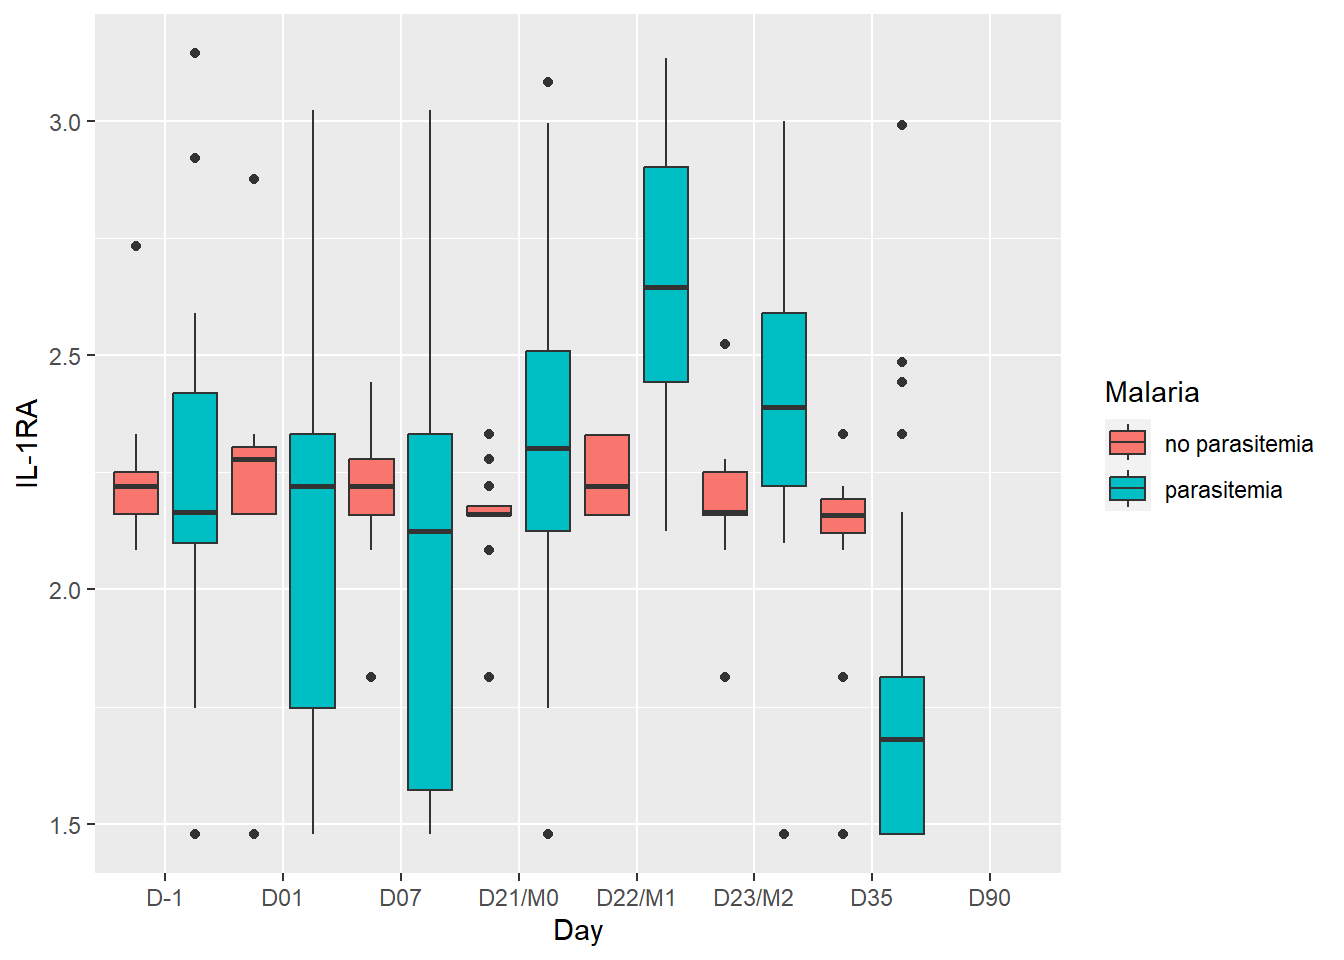 IL-1RA
3.0
2.5
2.0
1.5
D-1 D01 D07 D21/M0 D22/M1 D23/M2 D35 D90
Day
Malaria
no parasitemia
parasitemia